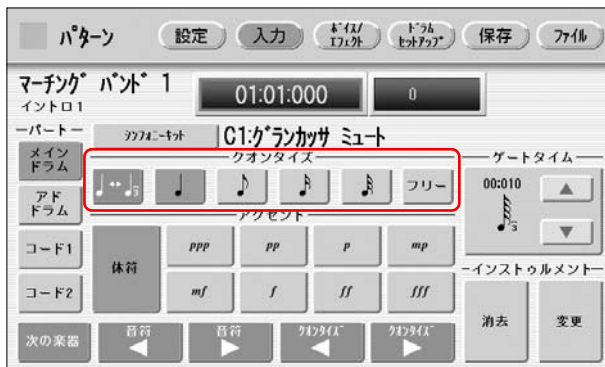 パターン
設定
入力
ボイス/
エフェクト
ドラム
セットアップ
保存
ファイル
マーチング バンド 1
イントロ1
01:01:000
0
パート
シンフォニーキット
C1:グランカッサ ミュート
メイン
ドラム
アド
ドラム
コード1
コード2
次の楽器
クオンタイズ
フリー
アクセント
休符
ppp
pp
p
mp
mf
f
ff
fff
音符
音符
クオンタイズ
クオンタイズ
ゲートタイム
00:010
3
インストゥルメント
消去
変更